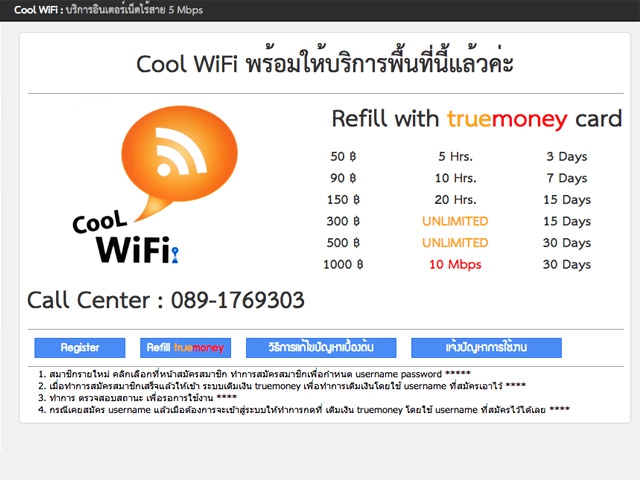 Cool WiFi : บริการอินเตอร์เน็ตไร้สาย 5 Mbps
Cool WiFi พร้อมให้บริการพื้นที่นี้แล้วค่ะ
CooL
WiFi
Refill with truemoney card
50 ฿ 5 Hrs. 3 Days
90 ฿ 10 Hrs. 7 Days
150 ฿ 20 Hrs. 15 Days
300 ฿ UNLIMITED 15 Days
500 ฿ UNLIMITED 30 Days
1000 ฿ 10 Mbps 30 Days
Call Center : 089-1769303
Register Refill truemoney วิธีการแก้ไขปัญหาเบื้องต้น แจ้งปัญหาการใช้งาน
1. สมาชิกรายใหม่ คลิกเลือกที่หน้าสมัครสมาชิก ทำการสมัครสมาชิกเพื่อกำหนด username password *****
2. เมื่อทำการสมัครสมาชิกเสร็จแล้วให้เข้า ระบบเติมเงิน truemoney เพื่อทำการเติมเงินโดยใช้ username ที่สมัครเอาไว้ ****
3. ทำการ ตรวจสอบสถานะ เพื่อรอการใช้งาน ****
4. กรณีเคยสมัคร username แล้วเมื่อต้องการจะเข้าสู่ระบบให้ทำการกดที่ เติมเงิน truemoney โดยใช้ username ที่สมัครไว้ได้เลย ****